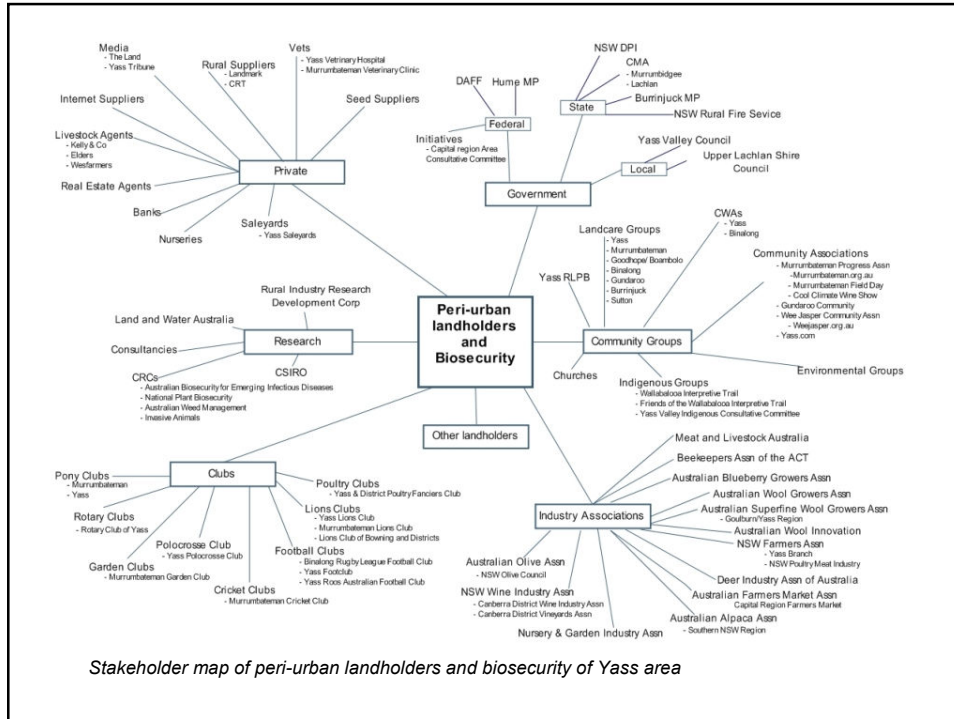 Media
- The Land
- Yass Tribune
Rural Suppliers
- Landmark
- CRT
Vets
- Yass Vetrinary Hospital
- Murrumbateman Veterinary Clinic
Internet Suppliers
Seed Suppliers
Livestock Agents
- Kelly & Co
- Elders
- Wesfarmers
Private
Real Estate Agents
Banks
Nurseries
Saleyards
- Yass Saleyards
NSW DPI
CMA
- Murrumbidgee
- Lachlan
DAFF
Hume MP
Burrinjuck MP
State
NSW Rural Fire Sevice
Federal
Initiatives
- Capital region Area
Consultative Committee
Yass Valley Council
Local
Upper Lachlan Shire
Council
Government
Landcare Groups
- Yass
- Murrumbateman
- Goodhope/ Boambolo
- Binalong
- Gundaroo
- Burrinjuck
- Sutton
CWAs
- Yass
- Binalong
Yass RLPB
Community Associations
- Murrumbateman Progress Assn
-Murrumbateman.org.au
- Murrumbateman Field Day
- Cool Climate Wine Show
- Gundaroo Community
- Wee Jasper Community Assn
- Weejasper.org.au
- Yass.com
Rural Industry Research
Development Corp
Land and Water Australia
Research
Consultancies
CSIRO
CRCs
- Australian Biosecurity for Emerging Infectious Diseases
- National Plant Biosecurity
- Australian Weed Management
- Invasive Animals
Peri-urban
landholders
and
Biosecurity
Community Groups
Churches
Environmental Groups
Indigenous Groups
- Wallabalooa Interpretive Trail
- Friends of the Wallabalooa Interpretive Trail
- Yass Valley Indigenous Consultative Committee
Other landholders
Clubs
Pony Clubs
- Murrumbateman
- Yass
Rotary Clubs
- Rotary Club of Yass
Polocrosse Club
- Yass Polocrosse Club
Garden Clubs
- Murrumbateman Garden Club
Cricket Clubs
- Murrumbateman Cricket Club
Poultry Clubs
- Yass & District Poultry Fanciers Club
Lions Clubs
- Yass Lions Club
- Murrumbateman Lions Club
- Lions Club of Bowning and Districts
Football Clubs
- Binalong Rugby League Football Club
- Yass Footclub
- Yass Roos Australian Football Club
Meat and Livestock Australia
Beekeepers Assn of the ACT
Australian Blueberry Growers Assn
Australian Wool Growers Assn
Industry Associations
Australian Superfine Wool Growers Assn
- Goulburn/Yass Region
Australian Wool Innovation
NSW Farmers Assn
- Yass Branch
- NSW Poultry Meat Industry
Australian Olive Assn
- NSW Olive Council
Deer Industry Assn of Australia
NSW Wine Industry Assn
- Canberra District Wine Industry Assn
- Canberra District Vineyards Assn
Australian Farmers Market Assn
Capital Region Farmers Market
Australian Alpaca Assn
- Southern NSW Region
Nursery & Garden Industry Assn
Stakeholder map of peri-urban landholders and biosecurity of Yass area